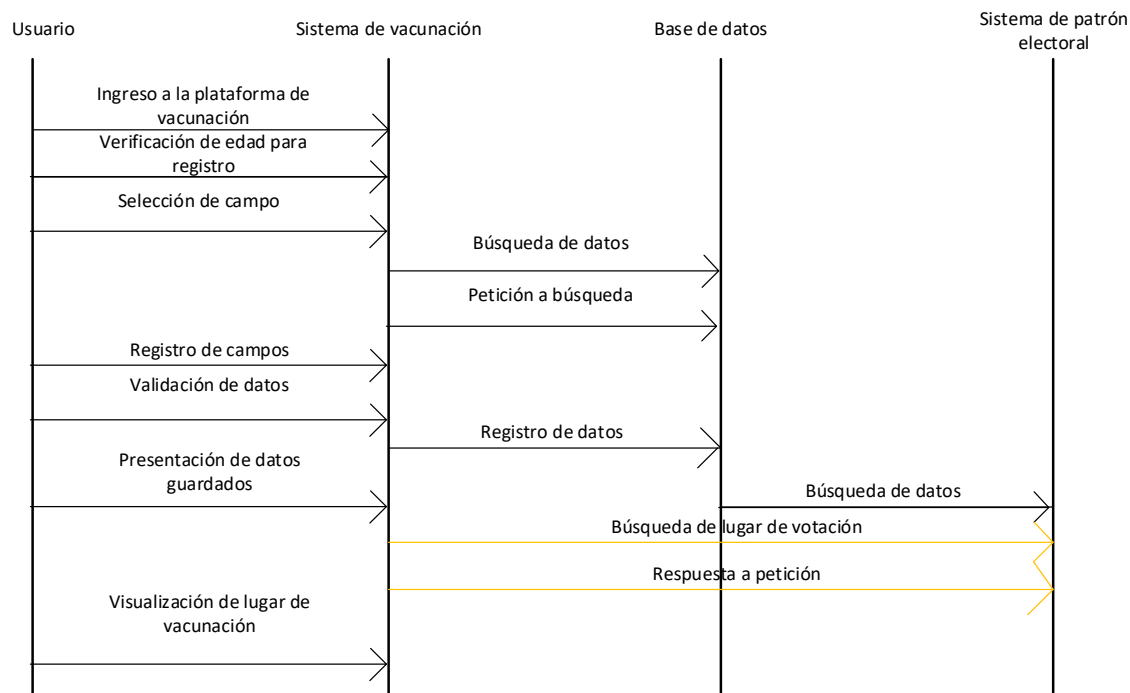 Usuario
Sistema de vacunación
Base de datos
Sistema de patrón
electoral
Ingreso a la plataforma de
vacunación
Verificación de edad para
registro
Selección de campo
Búsqueda de datos
Petición a búsqueda
Registro de campos
Validación de datos
Registro de datos
Presentación de datos
guardados
Búsqueda de datos
Búsqueda de lugar de votación
Respuesta a petición
Visualización de lugar de
vacunación